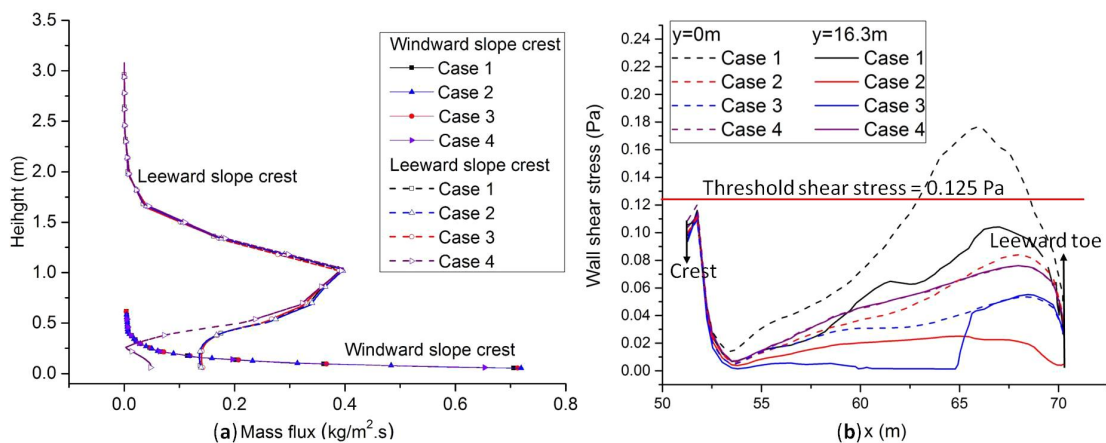 3.5
3.0
2.5
2.0
1.5
1.0
0.5
0.0
Heihght (m)
0.0 0.2 0.4 0.6 0.8
(a) Mass flux (kg/m².s)
Leeward slope crest
Windward slope crest
Windward slope crest
Case 1
Case 2
Case 3
Case 4
Leeward slope crest
Case 1
Case 2
Case 3
Case 4
0.24
0.22
0.20
0.18
0.16
0.14
0.12
0.10
0.08
0.06
0.04
0.02
0.00
Wall shear stress (Pa)
50 55 60 65 70
(b) x (m)
y=0m y=16.3m
Case 1 Case 1
Case 2 Case 2
Case 3 Case 3
Case 4 Case 4
Threshold shear stress = 0.125 Pa
Crest
Leeward toe